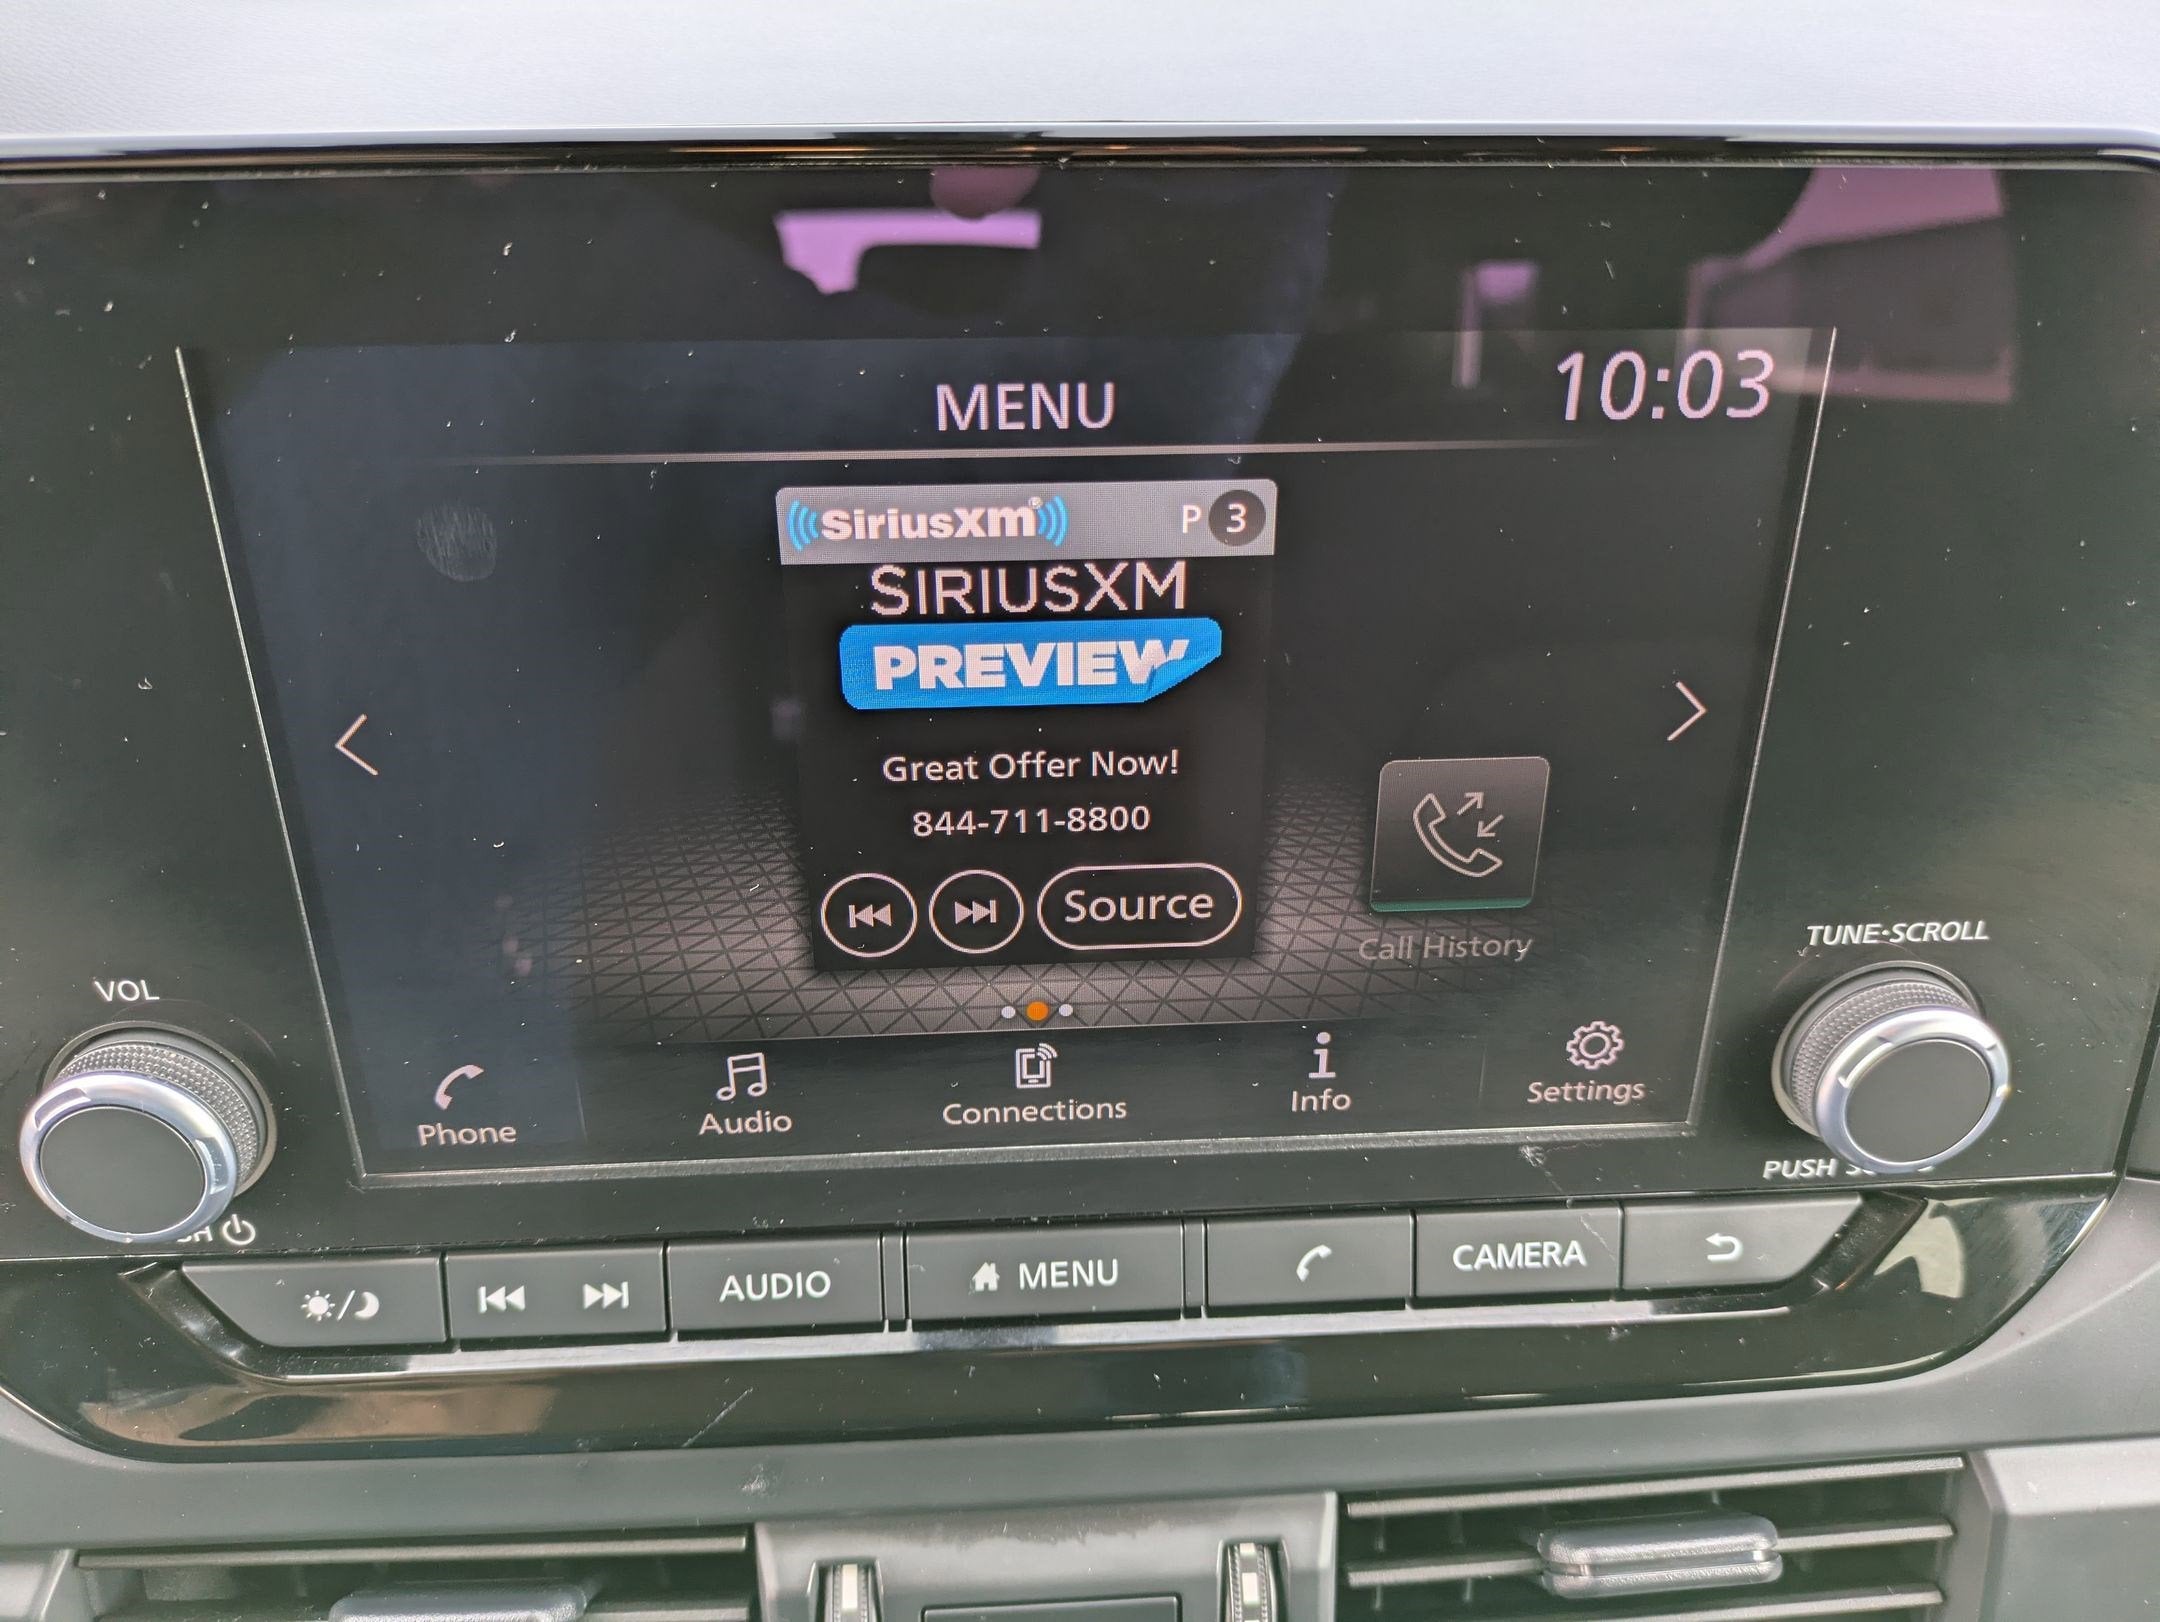 MENU
10:03
SiriusXm®
P 3
SIRIUSXM
PREVIEW
Great Offer Now!
844-711-8800
Source
Call History
TUNE·SCROLL
VOL
Phone
Audio
Connections
Info
Settings
PUSH
AUDIO
MENU
CAMERA